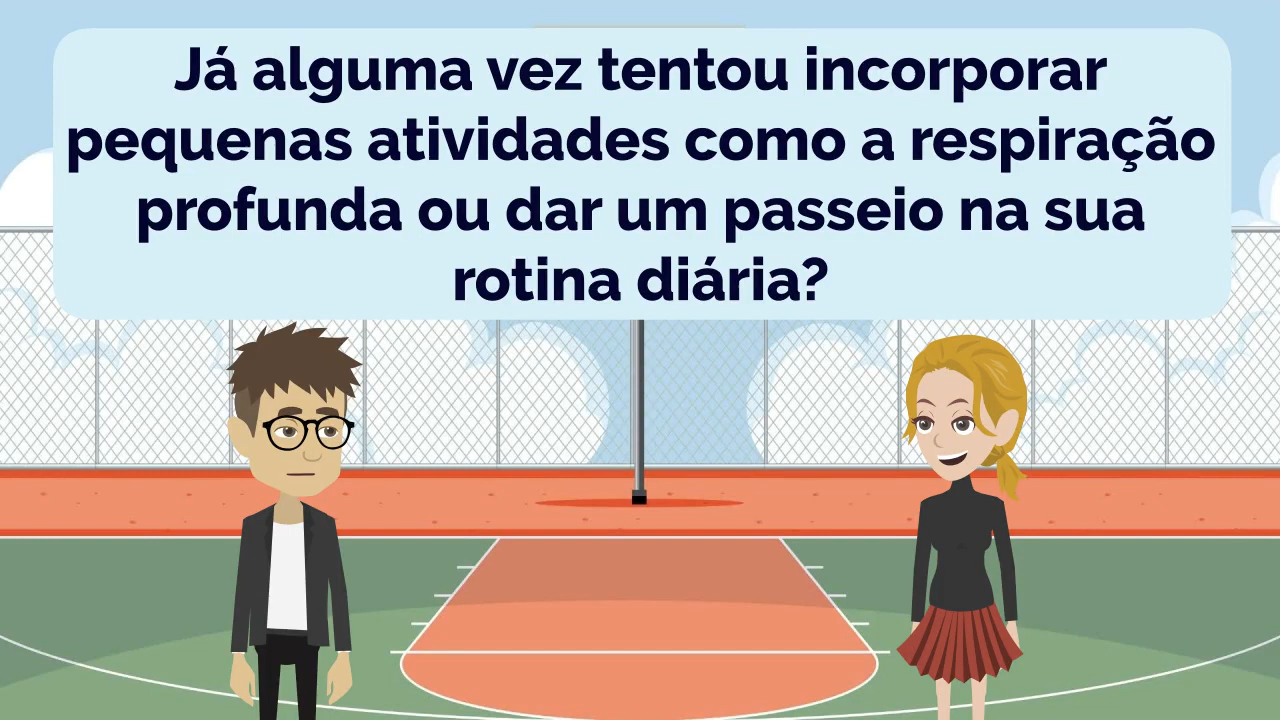 Já alguma vez tentou incorporar
pequenas atividades como a respiração
profunda ou dar um passeio na sua
rotina diária?